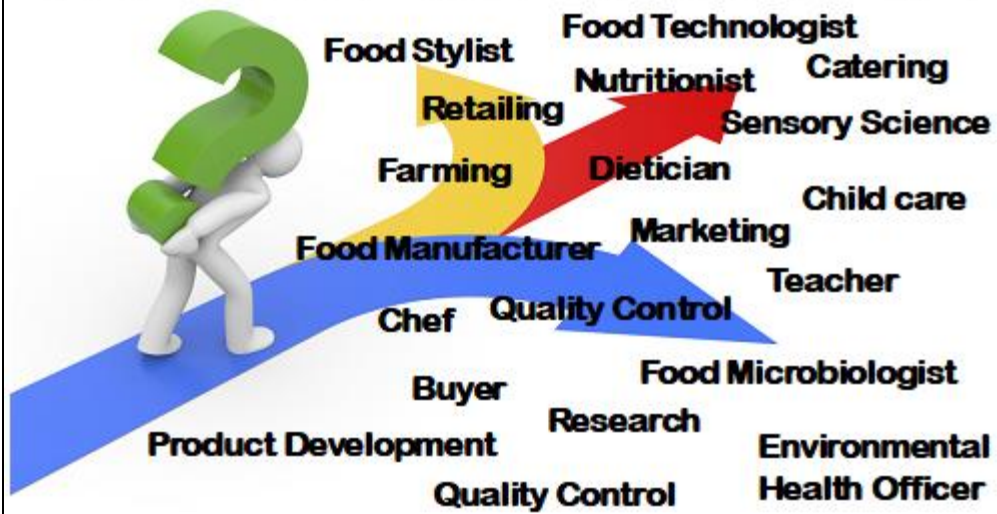 Food Stylist
Food Technologist
Catering
Nutritionist
Retailing
Sensory Science
Farming
Dietician
Child care
Marketing
Food Manufacturer
Teacher
Quality Control
Chef
Food Microbiologist
Buyer
Research
Product Development
Environmental
Health Officer
Quality Control